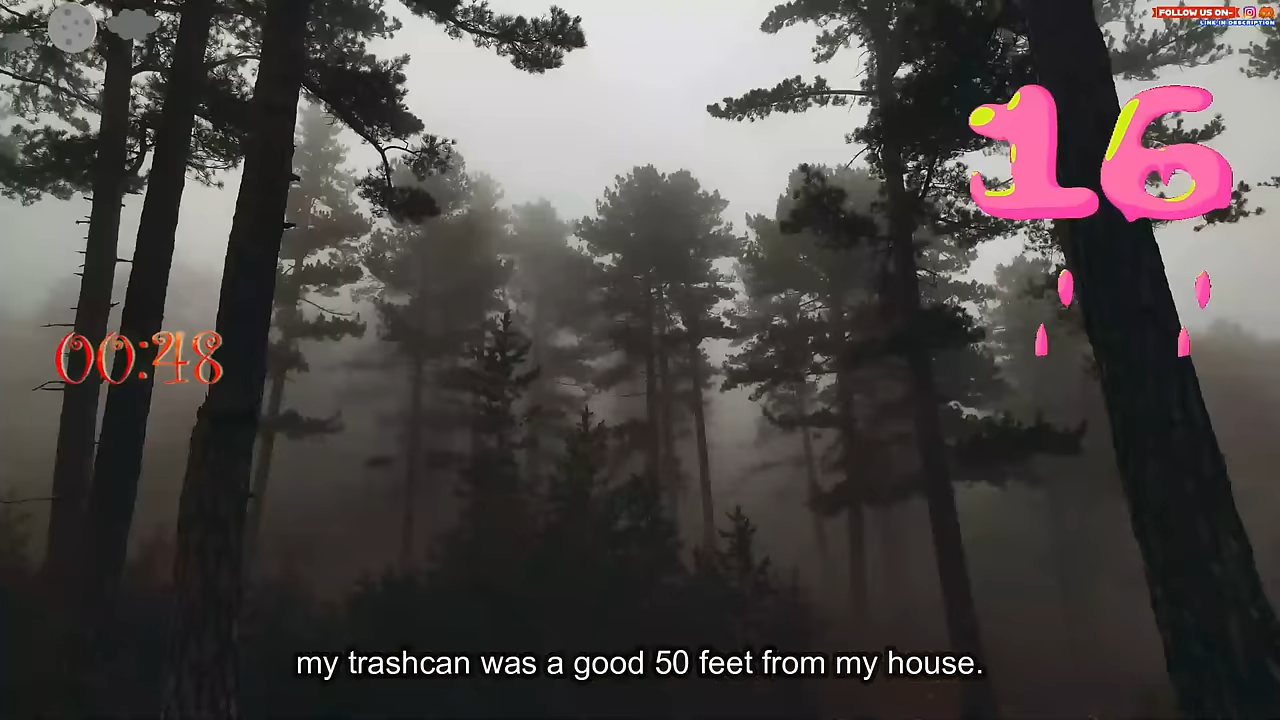 FOLLOW US ON-
LINK IN DESCRIPTION
16
00:48
my trashcan was a good 50 feet from my house.